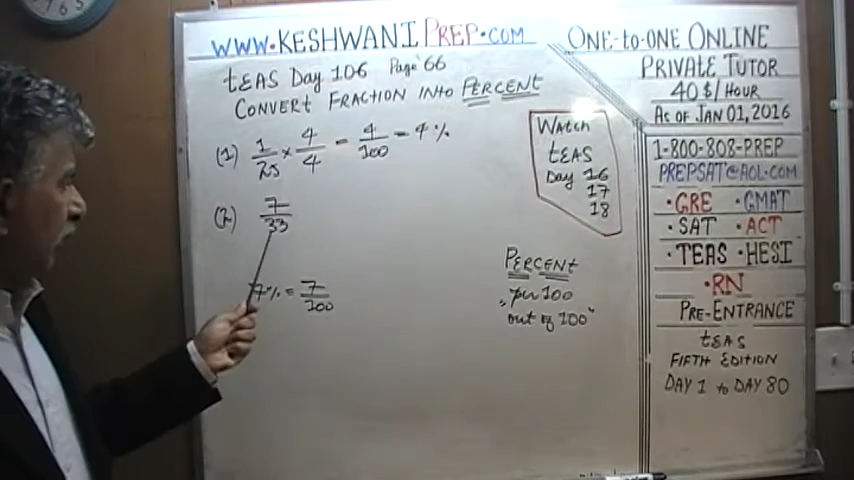 WWW.KESHWANIPREP.COM
tEAS Day 106 Page 66
CONVERT FRACTION INTO PERCENT
(1) 1/25 × 4/4 = 4/100 = 4%
(2) 7/33
7% = 7/100
WATCH
tEAS
Day 16
17
18
PERCENT
"per 100
out of 100"
ONE-to-ONE ONLINE
PRIVATE TUTOR
40 $/HOUR
AS OF JAN 01, 2016
1-800-808-PREP
PREPSAT@AOL.COM
•GRE •GMAT
•SAT •ACT
•TEAS •HESI
•RN
PRE-ENTRANCE
tEAS
FIFTH EDITION
DAY 1 to DAY 80